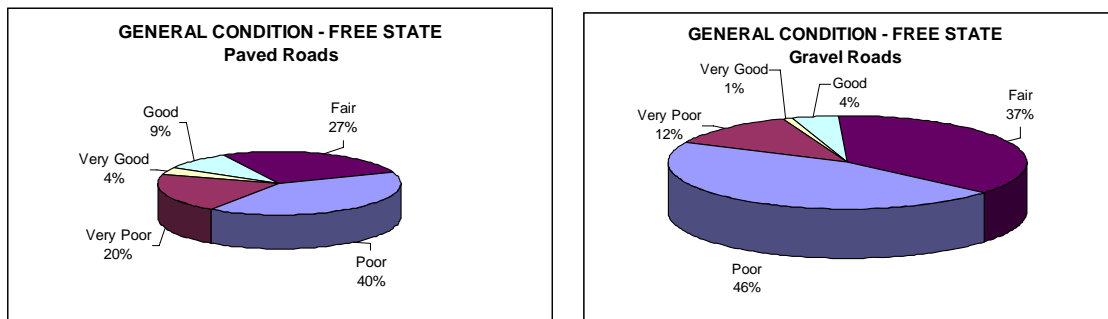 GENERAL CONDITION - FREE STATE
Paved Roads
Good
9%
Fair
27%
Very Good
4%
Very Poor
20%
Poor
40%
GENERAL CONDITION - FREE STATE
Gravel Roads
Very Good
1%
Good
4%
Fair
37%
Very Poor
12%
Poor
46%